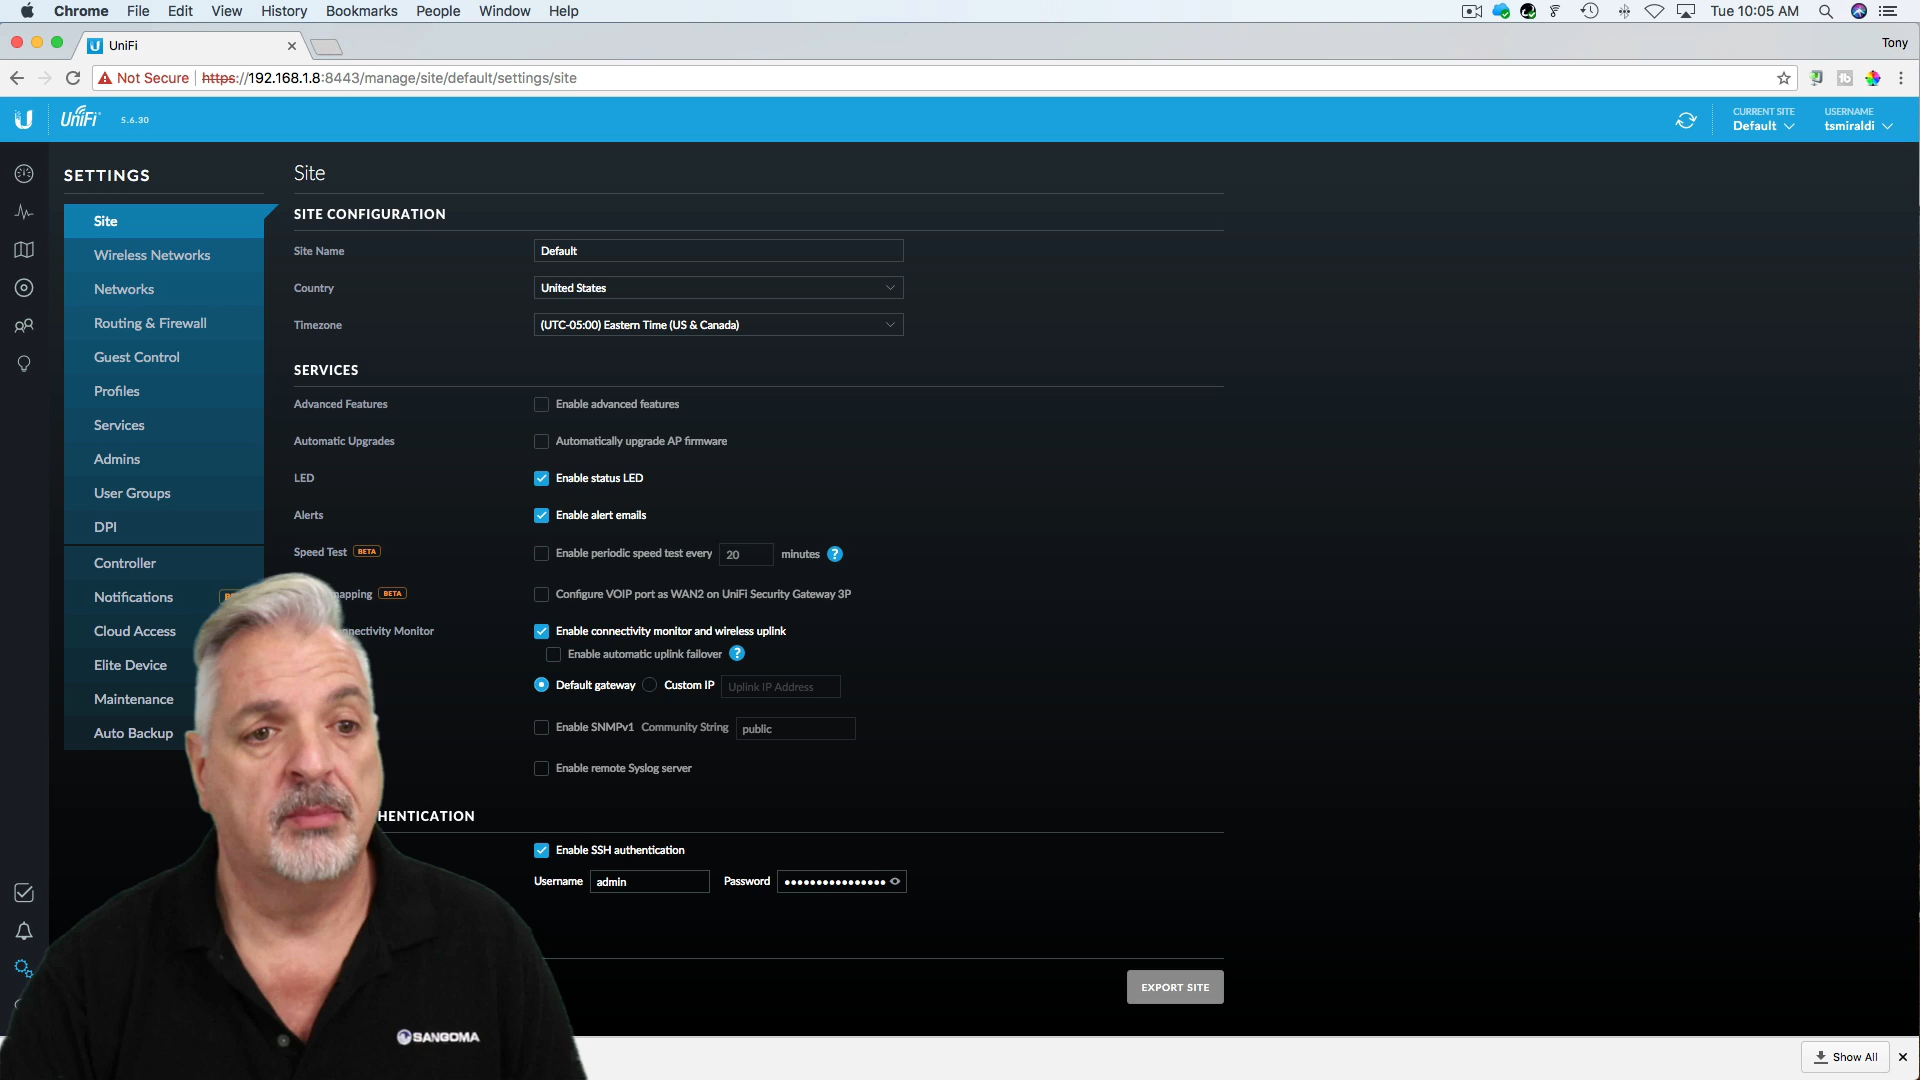 Chrome File Edit View History Bookmarks People Window Help Tue 10:05 AM
UniFi Tony
Not Secure https://192.168.1.8:8443/manage/site/default/settings/site
UniFi 5.6.30 CURRENT SITE USERNAME
Default tsmiraldi
SETTINGS
Site
Wireless Networks
Networks
Routing & Firewall
Guest Control
Profiles
Services
Admins
User Groups
DPI
Controller
Notifications
Cloud Access
Elite Device
Maintenance
Auto Backup
Site
SITE CONFIGURATION
Site Name Default
Country United States
Timezone (UTC-05:00) Eastern Time (US & Canada)
SERVICES
Advanced Features Enable advanced features
Automatic Upgrades Automatically upgrade AP firmware
LED Enable status LED
Alerts Enable alert emails
Speed Test BETA Enable periodic speed test every 20 minutes ?
mapping BETA Configure VOIP port as WAN2 on UniFi Security Gateway 3P
nectivity Monitor Enable connectivity monitor and wireless uplink
Enable automatic uplink failover ?
Default gateway Custom IP Uplink IP Address
Enable SNMPv1 Community String public
Enable remote Syslog server
HENTICATION
Enable SSH authentication
Username admin Password ••••••••••••••••
EXPORT SITE
SANGOMA
Show All